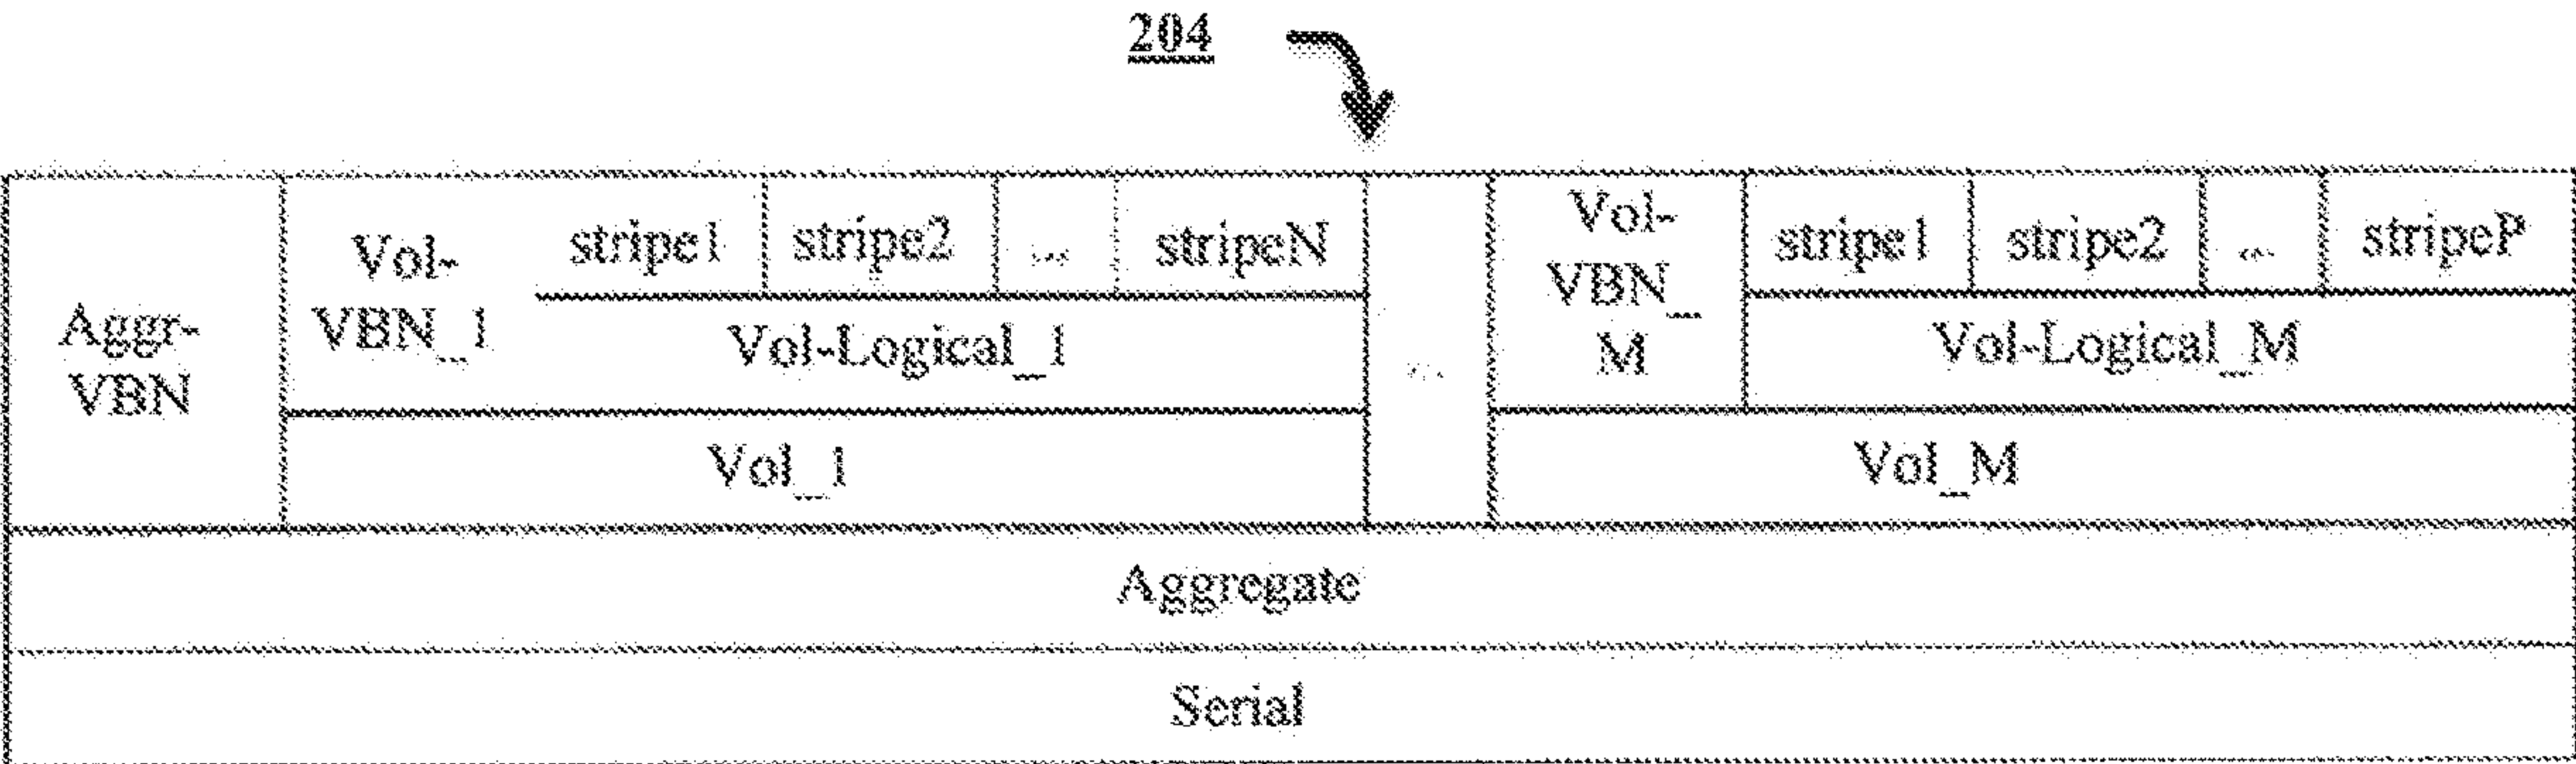 204
Aggr-
VBN
Vol-
VBN_1
stripe1
stripe2
...
stripeN
Vol-Logical_1
Vol_1
...
Vol-
VBN_
M
stripe1
stripe2
...
stripeP
Vol-Logical_M
Vol_M
Aggregate
Serial